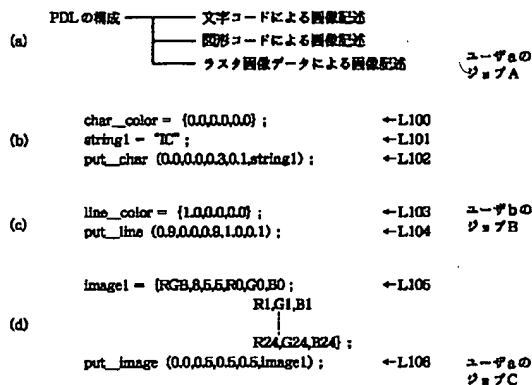 PDLの構成 文字コードによる画像記述
図形コードによる画像記述
(a)
ラスタ画像データによる画像記述
ユーザaの
ジョブA
char_color = {0.0,0.0,0.0} ; ←L100
(b) string1 = "IC" ; ←L101
put_char (0.0,0.0,0.3,0.1,string1) ; ←L102
line_color = {1.0,0.0,0.0} ; ←L103
ユーザbの
(c)
put_line (0.9,0.0,0.9,1.0,0.1) ; ←L104
ジョブB
image1 = {RGB,8,5,5,R0,G0,B0 ; ←L105
R1,G1,B1
(d)
R24,G24,B24} ;
put_image (0.0,0.5,0.5,0.5,image1) ; ←L106
ユーザaの
ジョブC